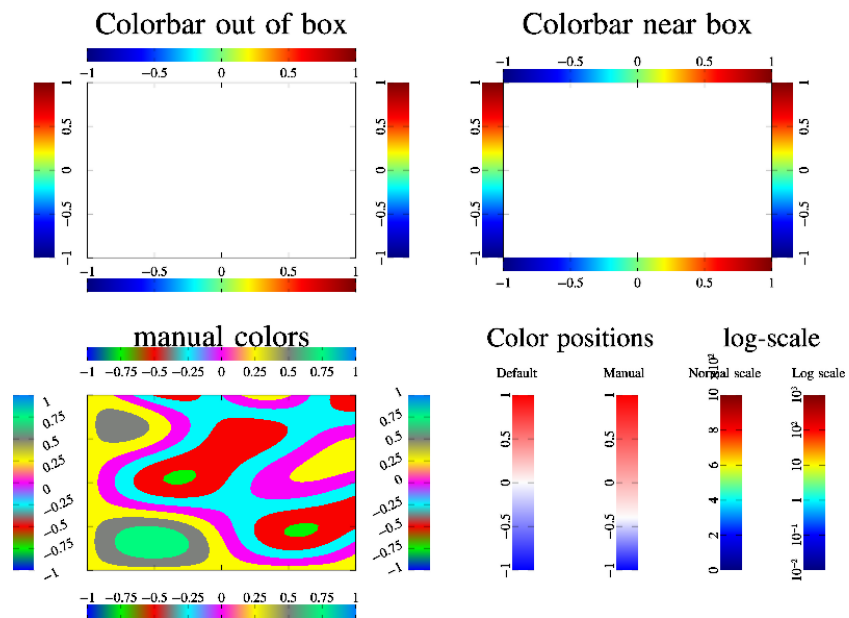 Colorbar out of box
Colorbar near box
−1 −0.5 0 0.5 1
−1 −0.5 0 0.5 1
1 0.5 0 −0.5 −1
1 0.5 0 −0.5 −1
1 0.5 0 −0.5 −1
1 0.5 0 −0.5 −1
−1 −0.5 0 0.5 1
−1 −0.5 0 0.5 1
manual colors
Color positions
log-scale
−1 −0.75 −0.5 −0.25 0 0.25 0.5 0.75 1
Default
Manual
Normal scale
Log scale
1 0.75 0.5 0.25 0 −0.25 −0.5 −0.75 −1
1 0.75 0.5 0.25 0 −0.25 −0.5 −0.75 −1
1 0.5 0 −0.5 −1
1 0.5 0 −0.5 −1
10 8 6 4 2 0
10³ 10² 10 1 10⁻¹ 10⁻²
−1 −0.75 −0.5 −0.25 0 0.25 0.5 0.75 1